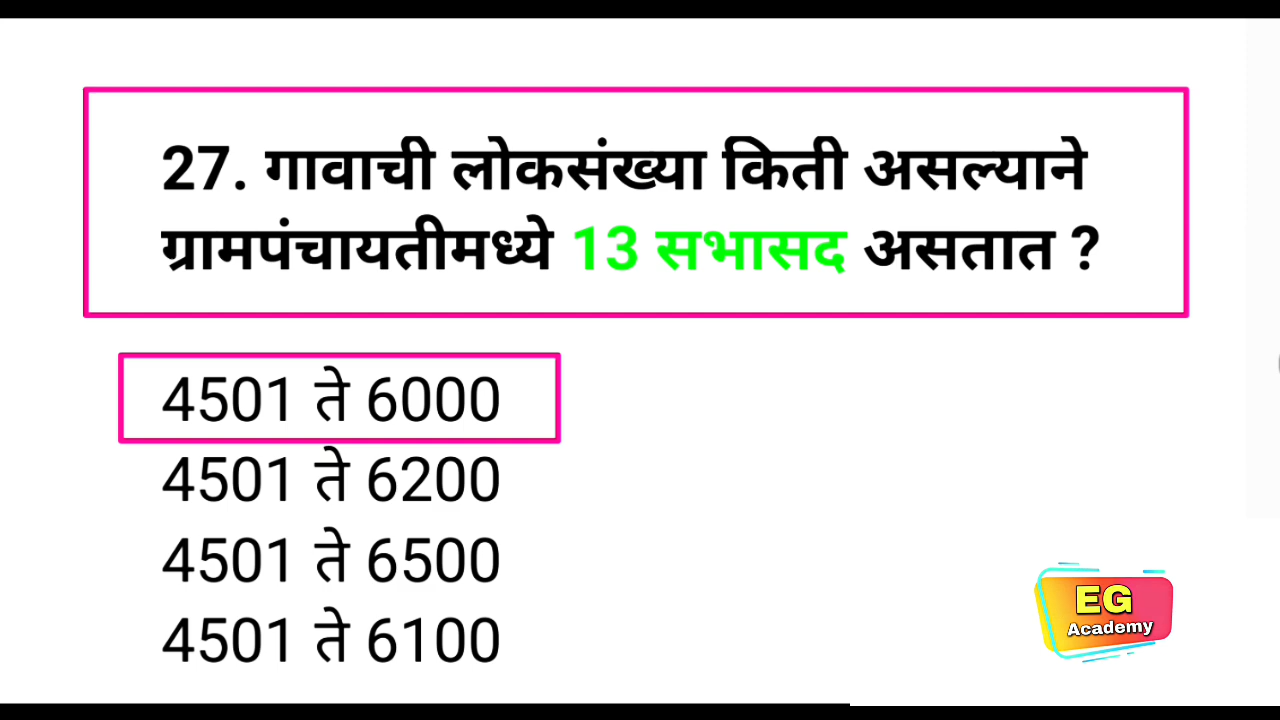 27. गावाची लोकसंख्या किती असल्याने
ग्रामपंचायतीमध्ये 13 सभासद असतात ?
4501 ते 6000
4501 ते 6200
4501 ते 6500
4501 ते 6100
EG
Academy